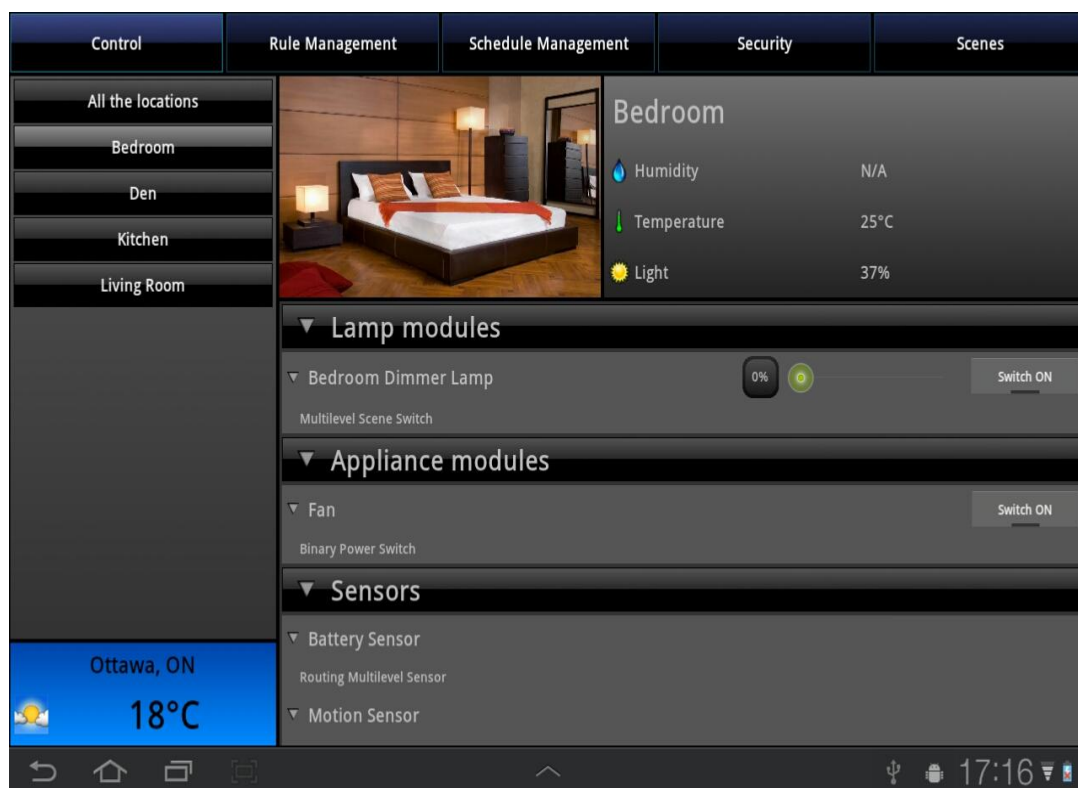 Control
Rule Management
Schedule Management
Security
Scenes
All the locations
Bedroom
Den
Kitchen
Living Room
Bedroom
Humidity N/A
Temperature 25°C
Light 37%
Lamp modules
Bedroom Dimmer Lamp 0% Switch ON
Multilevel Scene Switch
Appliance modules
Fan Switch ON
Binary Power Switch
Sensors
Battery Sensor
Routing Multilevel Sensor
Motion Sensor
Ottawa, ON
18°C
17:16